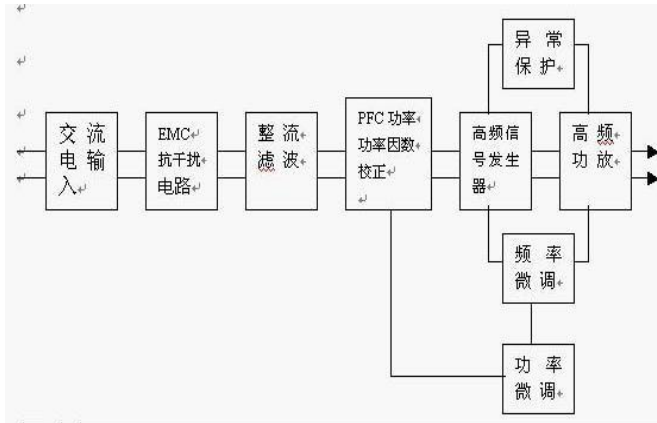 异常
保护
交流
电输
入
EMC
抗干扰
电路
整流
滤波
PFC 功率
功率因数
校正
高频信
号发生
器
高频
功放
频率
微调
功率
微调